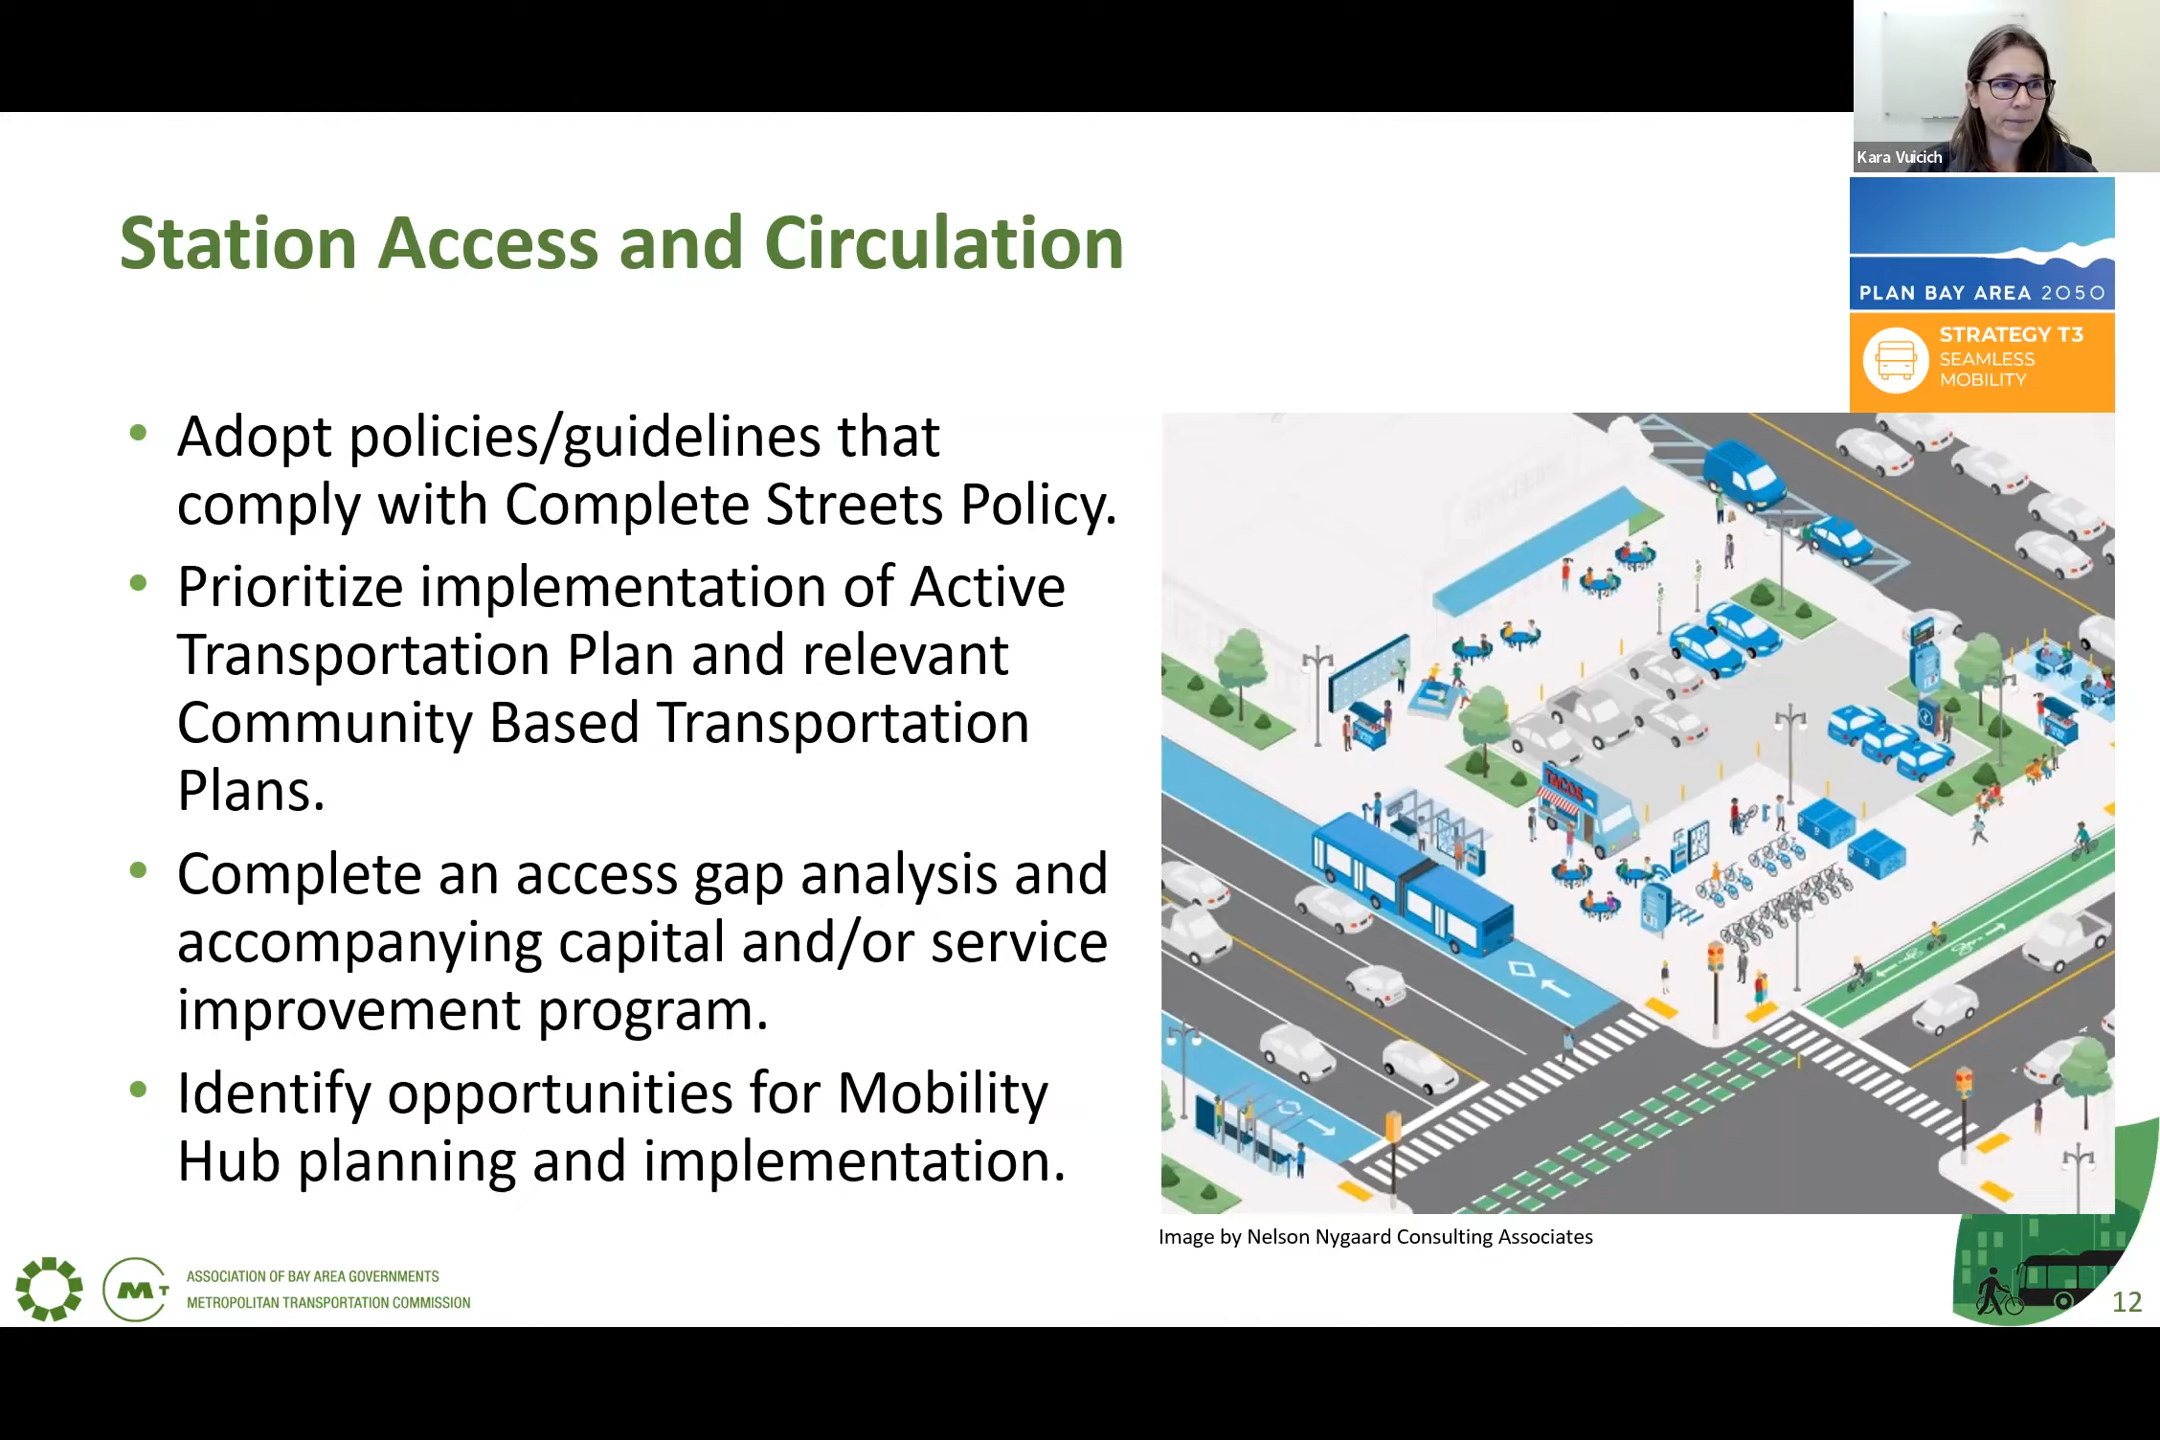 Kara Vuicich
Station Access and Circulation
PLAN BAY AREA 2050
STRATEGY T3
SEAMLESS
MOBILITY
• Adopt policies/guidelines that
comply with Complete Streets Policy.
• Prioritize implementation of Active
Transportation Plan and relevant
Community Based Transportation
Plans.
• Complete an access gap analysis and
accompanying capital and/or service
improvement program.
• Identify opportunities for Mobility
Hub planning and implementation.
TACOS
Image by Nelson Nygaard Consulting Associates
MT
ASSOCIATION OF BAY AREA GOVERNMENTS
METROPOLITAN TRANSPORTATION COMMISSION
12